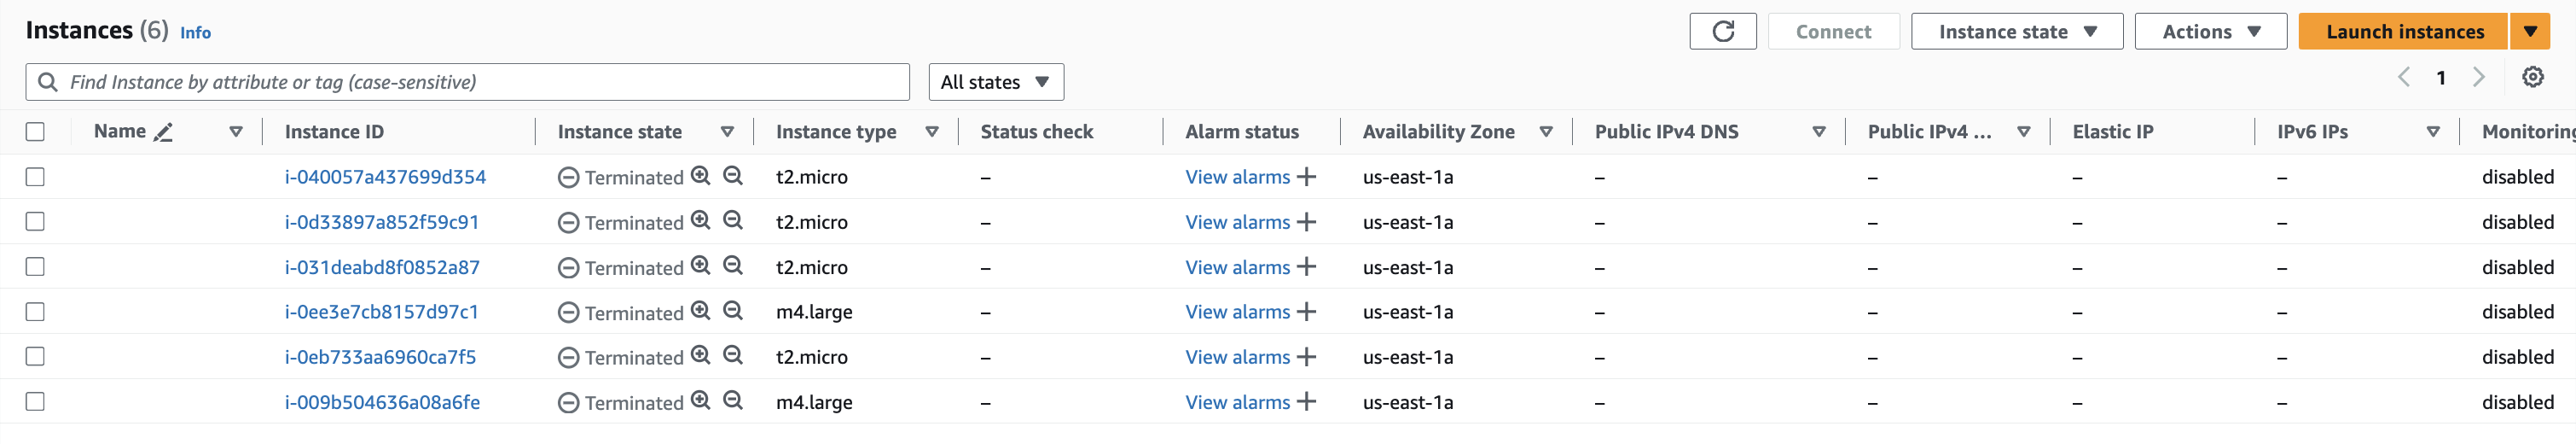 Instances (6) Info Connect Instance state Actions Launch instances
Find Instance by attribute or tag (case-sensitive) All states 1
Name Instance ID Instance state Instance type Status check Alarm status Availability Zone Public IPv4 DNS Public IPv4 ... Elastic IP IPv6 IPs Monitoring
i-040057a437699d354 Terminated t2.micro – View alarms + us-east-1a – – – – disabled
i-0d33897a852f59c91 Terminated t2.micro – View alarms + us-east-1a – – – – disabled
i-031deabd8f0852a87 Terminated t2.micro – View alarms + us-east-1a – – – – disabled
i-0ee3e7cb8157d97c1 Terminated m4.large – View alarms + us-east-1a – – – – disabled
i-0eb733aa6960ca7f5 Terminated t2.micro – View alarms + us-east-1a – – – – disabled
i-009b504636a08a6fe Terminated m4.large – View alarms + us-east-1a – – – – disabled